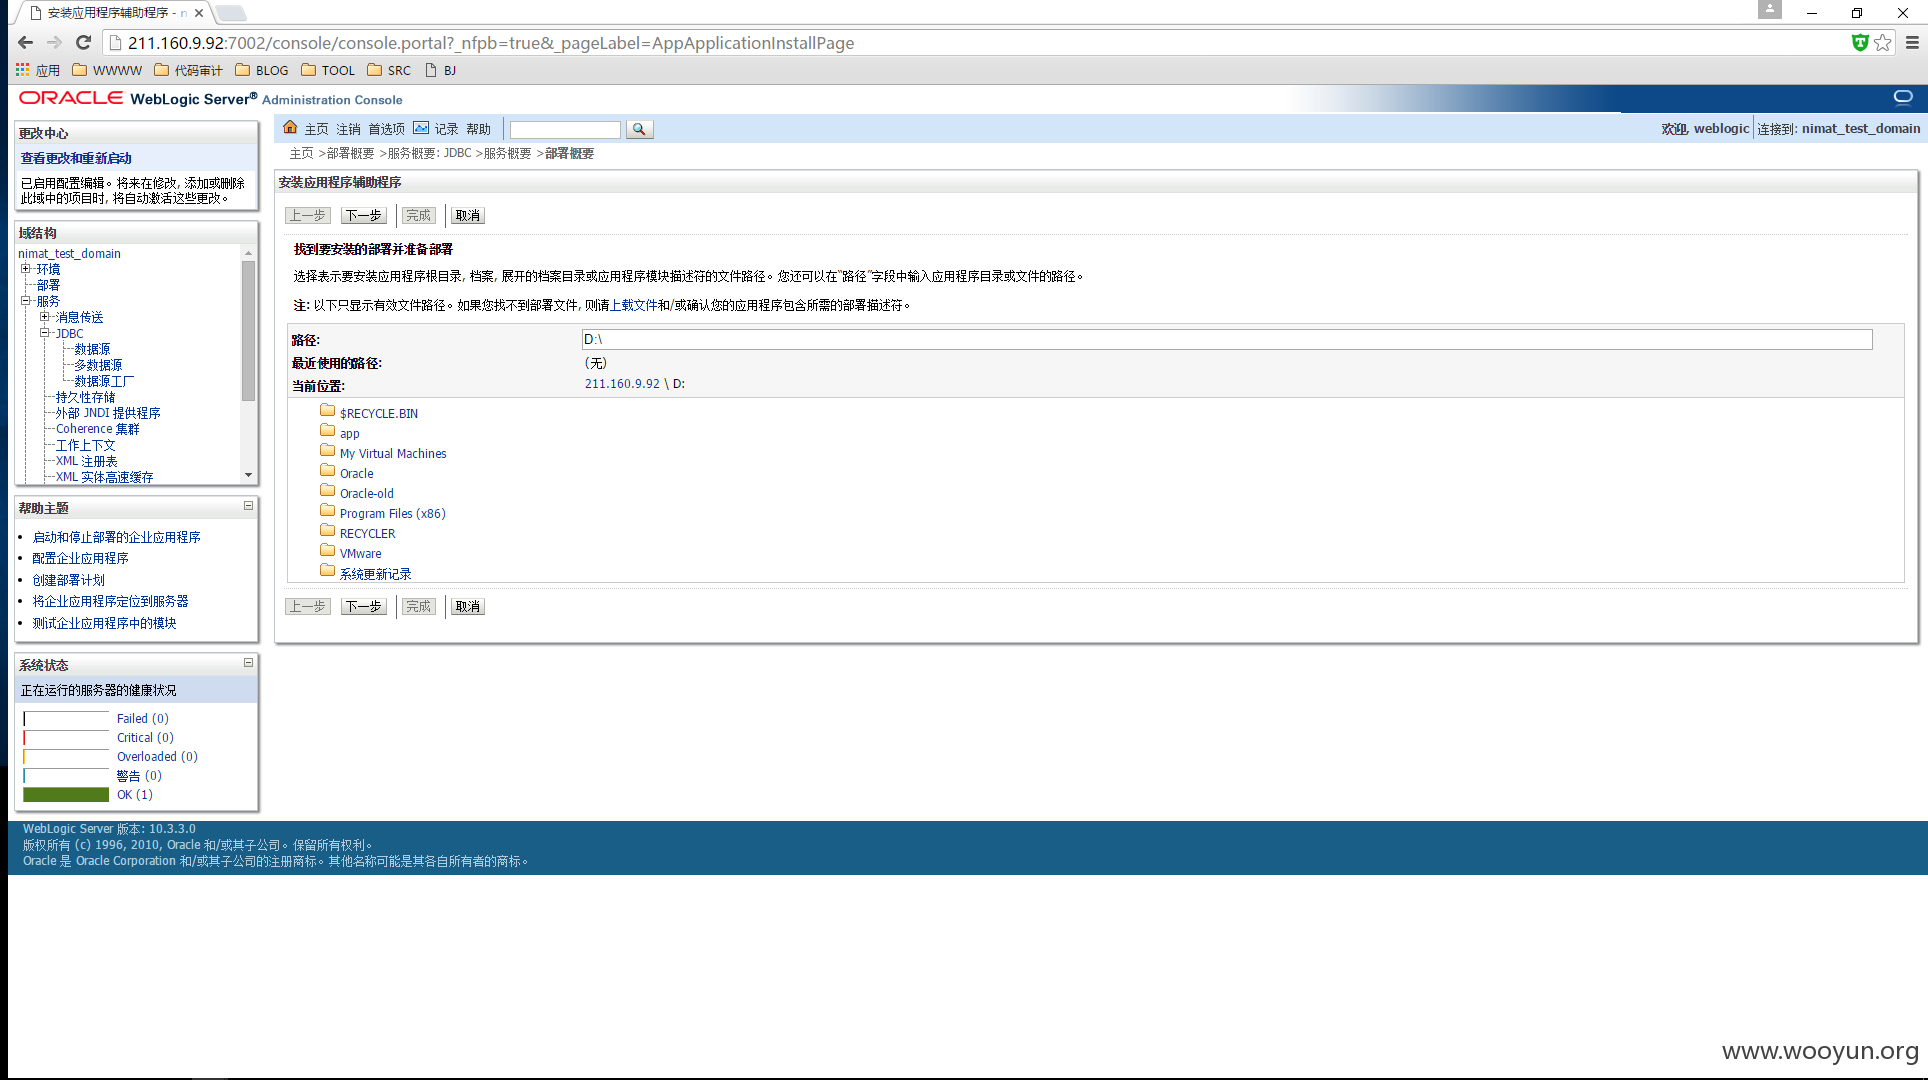 安装应用程序辅助程序 - n
211.160.9.92:7002/console/console.portal?_nfpb=true&_pageLabel=AppApplicationInstallPage
应用 WWWW 代码审计 BLOG TOOL SRC BJ
ORACLE WebLogic Server® Administration Console
更改中心
查看更改和重新启动
已启用配置编辑。将来在修改, 添加或删除
此域中的项目时, 将自动激活这些更改。
域结构
nimat_test_domain
环境
部署
服务
消息传送
JDBC
数据源
多数据源
数据源工厂
持久性存储
外部 JNDI 提供程序
Coherence 集群
工作上下文
XML 注册表
XML 实体高速缓存
帮助主题
启动和停止部署的企业应用程序
配置企业应用程序
创建部署计划
将企业应用程序定位到服务器
测试企业应用程序中的模块
系统状态
正在运行的服务器的健康状况
Failed (0)
Critical (0)
Overloaded (0)
警告 (0)
OK (1)
主页 注销 首选项 记录 帮助
欢迎, weblogic 连接到: nimat_test_domain
主页 >部署概要 >服务概要: JDBC >服务概要 >部署概要
安装应用程序辅助程序
上一步 下一步 完成 取消
找到要安装的部署并准备部署
选择表示要安装应用程序根目录, 档案, 展开的档案目录或应用程序模块描述符的文件路径。您还可以在"路径"字段中输入应用程序目录或文件的路径。
注: 以下只显示有效文件路径。如果您找不到部署文件, 则请上载文件和/或确认您的应用程序包含所需的部署描述符。
路径: D:\
最近使用的路径: (无)
当前位置: 211.160.9.92 \ D:
$RECYCLE.BIN
app
My Virtual Machines
Oracle
Oracle-old
Program Files (x86)
RECYCLER
VMware
系统更新记录
上一步 下一步 完成 取消
WebLogic Server 版本: 10.3.3.0
版权所有 (c) 1996, 2010, Oracle 和/或其子公司。保留所有权利。
Oracle 是 Oracle Corporation 和/或其子公司的注册商标。其他名称可能是其各自所有者的商标。
www.wooyun.org